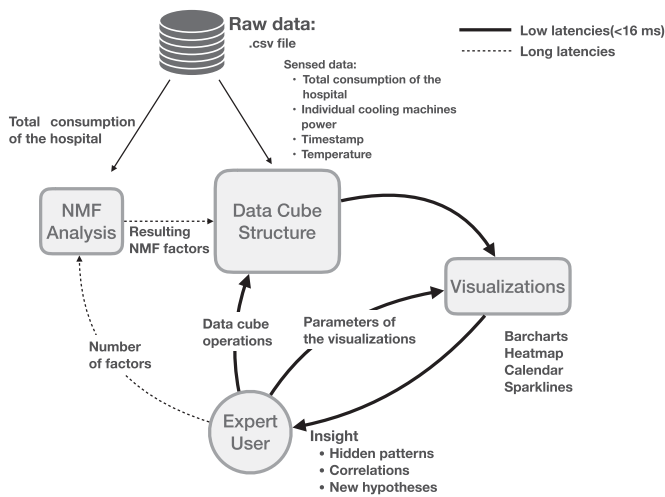 Raw data:
.csv file
Low latencies(<16 ms)
Long latencies
Sensed data:
· Total consumption of the
hospital
· Individual cooling machines
power
· Timestamp
· Temperature
Total consumption
of the hospital
NMF
Analysis
Resulting
NMF factors
Data Cube
Structure
Visualizations
Barcharts
Heatmap
Calendar
Sparklines
Data cube
operations
Parameters of
the visualizations
Number
of factors
Expert
User
Insight
• Hidden patterns
• Correlations
• New hypotheses